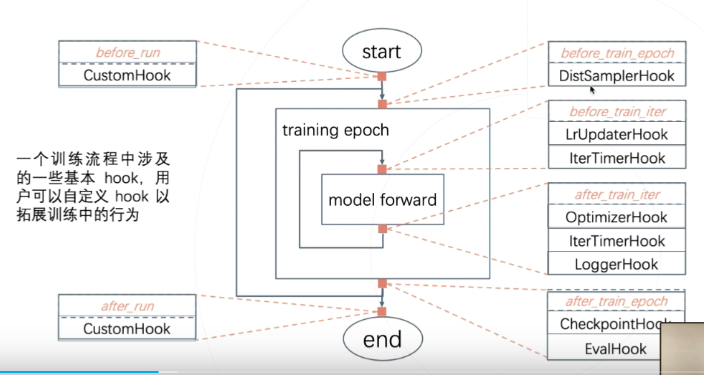 before_run
CustomHook
start
before_train_epoch
DistSamplerHook
before_train_iter
LrUpdaterHook
IterTimerHook
training epoch
一个训练流程中涉及
的一些基本 hook，用
户可以自定义 hook 以
拓展训练中的行为
model forward
after_train_iter
OptimizerHook
IterTimerHook
LoggerHook
after_run
CustomHook
end
after_train_epoch
CheckpointHook
EvalHook